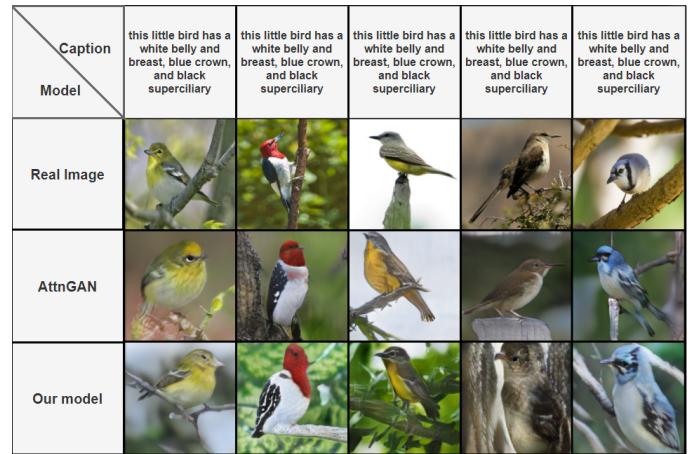 Caption
Model
this little bird has a
white belly and
breast, blue crown,
and black
superciliary
this little bird has a
white belly and
breast, blue crown,
and black
superciliary
this little bird has a
white belly and
breast, blue crown,
and black
superciliary
this little bird has a
white belly and
breast, blue crown,
and black
superciliary
this little bird has a
white belly and
breast, blue crown,
and black
superciliary
Real Image
AttnGAN
Our model